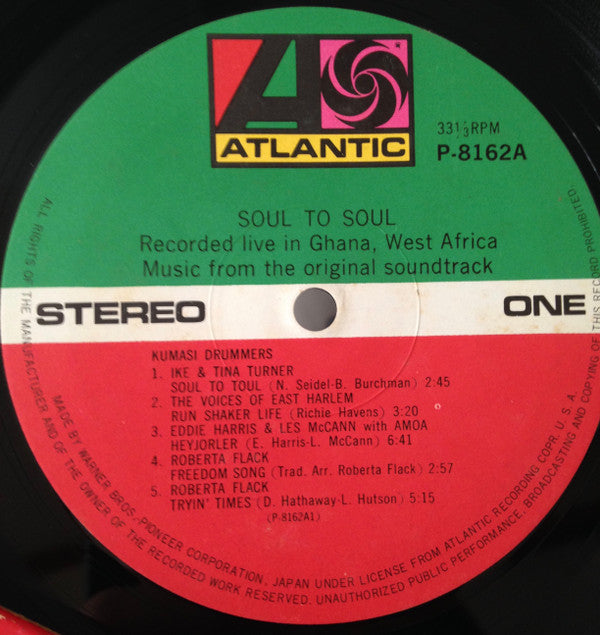 ATLANTIC
33⅓RPM
P-8162A
SOUL TO SOUL
Recorded live in Ghana, West Africa
Music from the original soundtrack
STEREO
ONE
KUMASI DRUMMERS
1. IKE & TINA TURNER
SOUL TO TOUL (N. Seidel-B. Burchman) 2:45
2. THE VOICES OF EAST HARLEM
RUN SHAKER LIFE (Richie Havens) 3:20
3. EDDIE HARRIS & LES McCANN with AMOA
HEYJORLER (E. Harris-L. McCann) 6:41
4. ROBERTA FLACK
FREEDOM SONG (Trad. Arr. Roberta Flack) 2:57
5. ROBERTA FLACK
TRYIN' TIMES (D. Hathaway-L. Hutson) 5:15
(P-8162A1)
MADE BY WARNER BROS.-PIONEER CORPORATION, JAPAN UNDER LICENSE FROM ATLANTIC RECORDING COPR. U. S. A.
ALL RIGHTS OF THE MANUFACTURER AND OF THE OWNER OF THE RECORDED WORK RESERVED. UNAUTHORIZED PUBLIC PERFORMANCE, BROADCASTING AND COPYING OF THIS RECORD PROHIBITED.